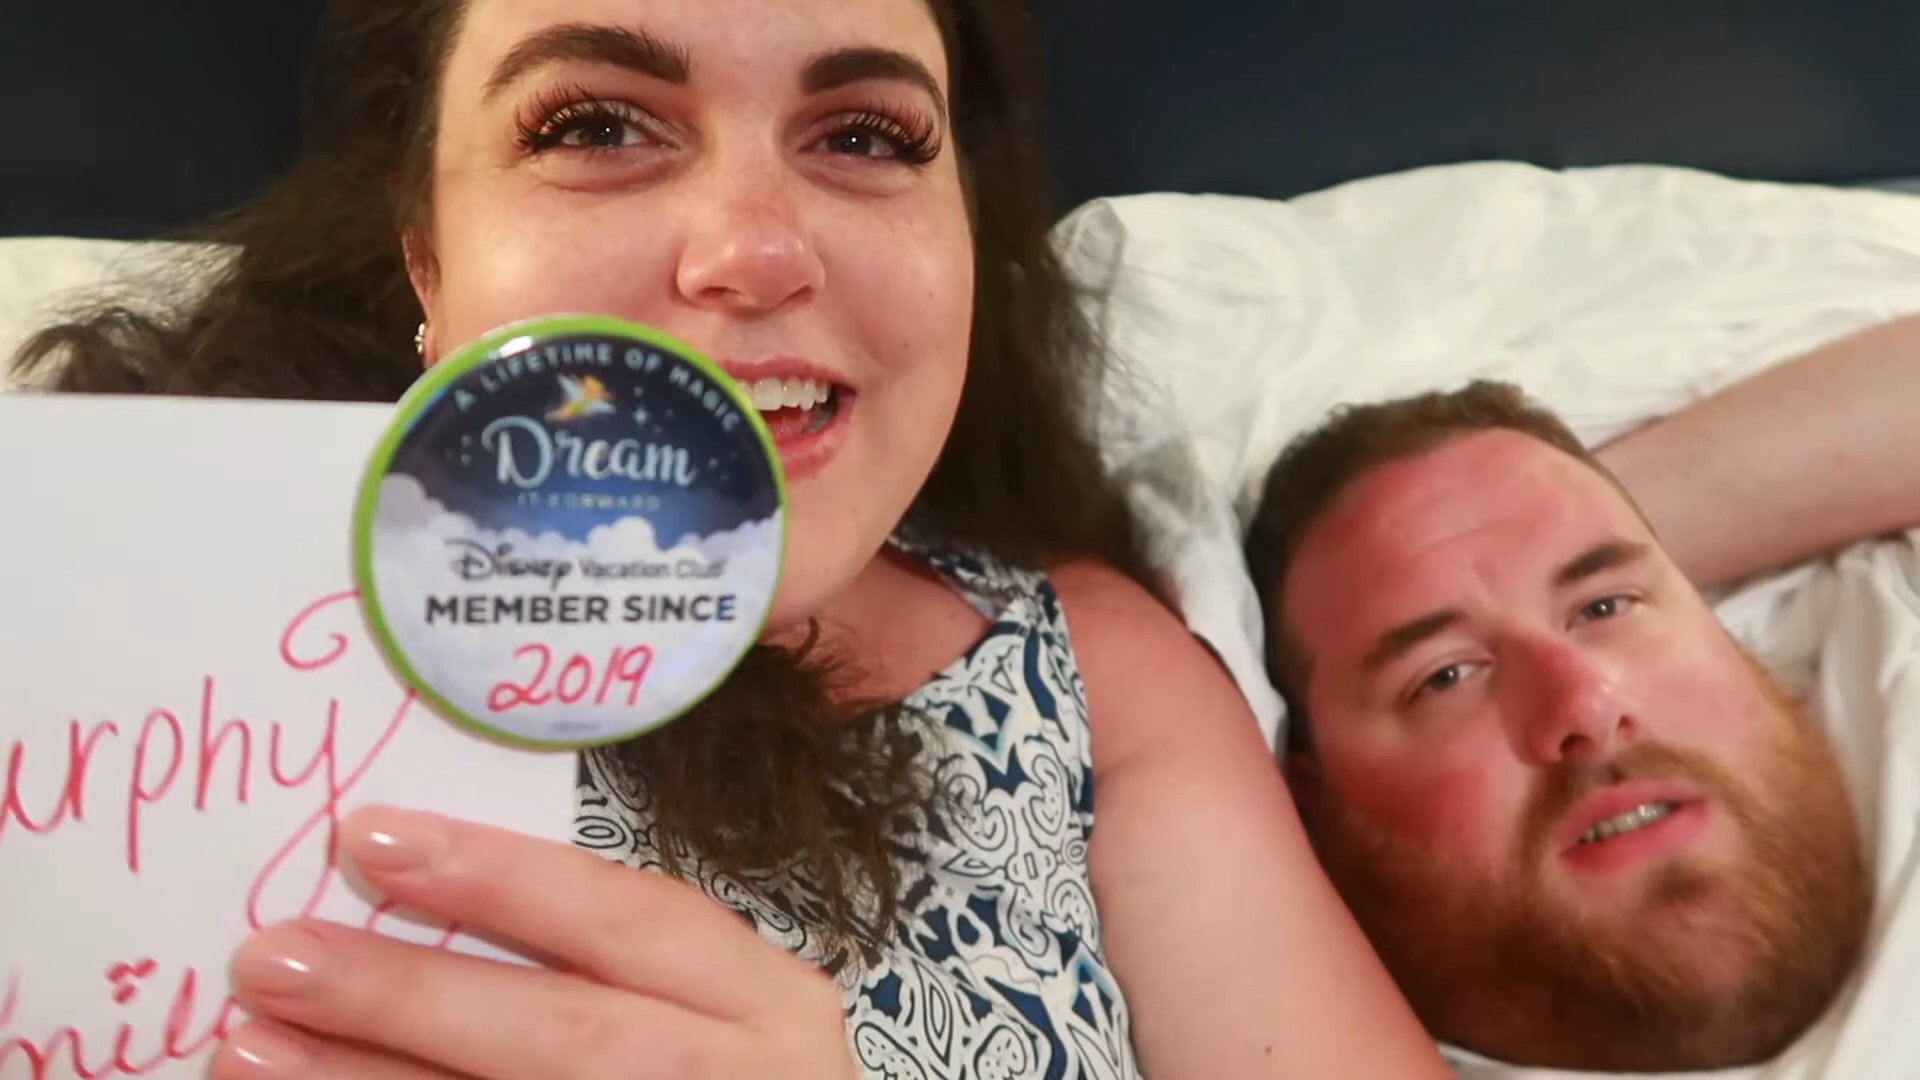 A LIFETIME OF MAGIC
Dream
IT FORWARD
Disney Vacation Club
MEMBER SINCE
2019
urphy